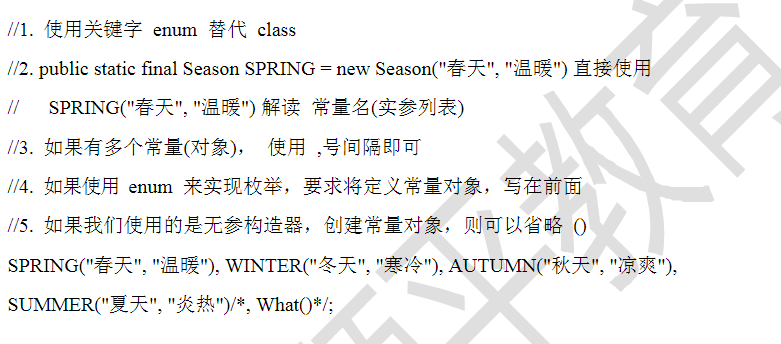 //1. 使用关键字 enum 替代 class
//2. public static final Season SPRING = new Season("春天", "温暖") 直接使用
// SPRING("春天", "温暖") 解读 常量名(实参列表)
//3. 如果有多个常量(对象)， 使用 ,号间隔即可
//4. 如果使用 enum 来实现枚举，要求将定义常量对象，写在前面
//5. 如果我们使用的是无参构造器，创建常量对象，则可以省略 ()
SPRING("春天", "温暖"), WINTER("冬天", "寒冷"), AUTUMN("秋天", "凉爽"),
SUMMER("夏天", "炎热")/*, What()*/;
平教育